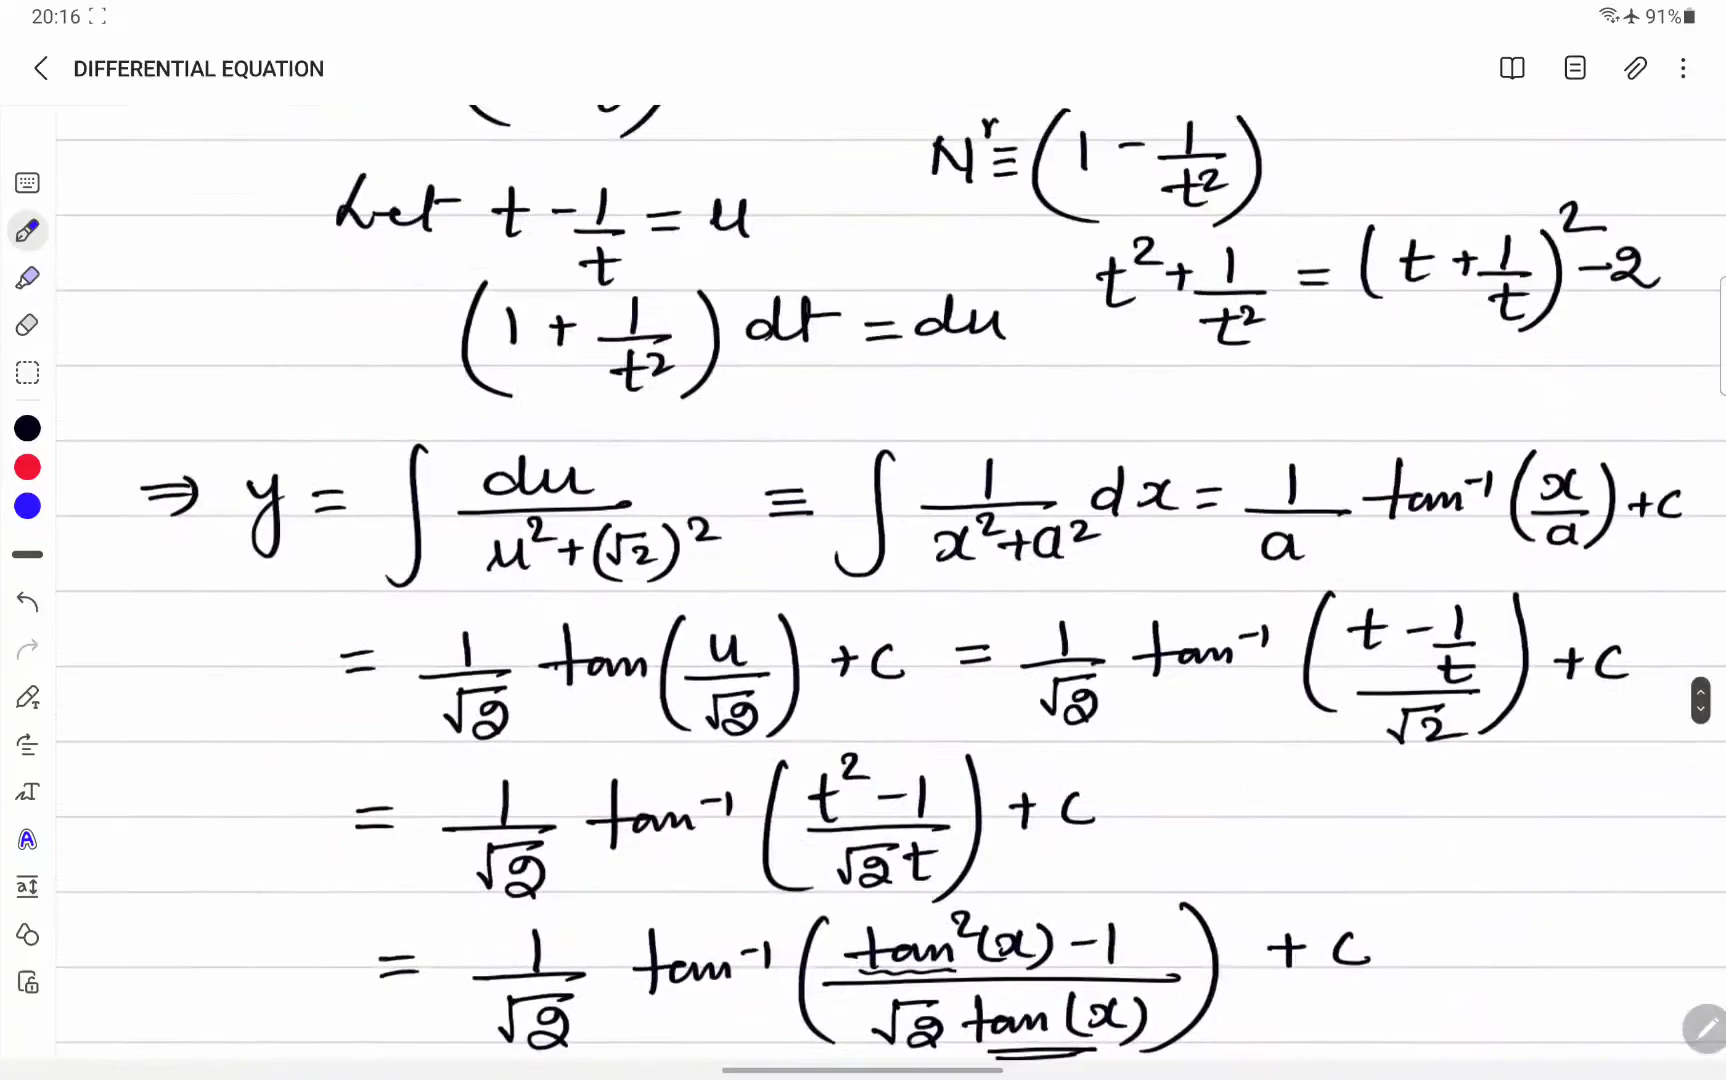 20:16
91%
DIFFERENTIAL EQUATION
Nʳ ≡ (1 - 1/t²)
Let t - 1/t = u
t² + 1/t² = (t + 1/t)² - 2
(1 + 1/t²) dt = du
⇒ y = ∫ du/(u² + (√2)²) ≡ ∫ 1/(x² + a²) dx = 1/a tan⁻¹(x/a) + c
= 1/√2 tan(u/√2) + c = 1/√2 tan⁻¹((t - 1/t)/√2) + c
= 1/√2 tan⁻¹((t² - 1)/(√2 t)) + c
= 1/√2 tan⁻¹((tan²(x) - 1)/(√2 tan(x))) + c